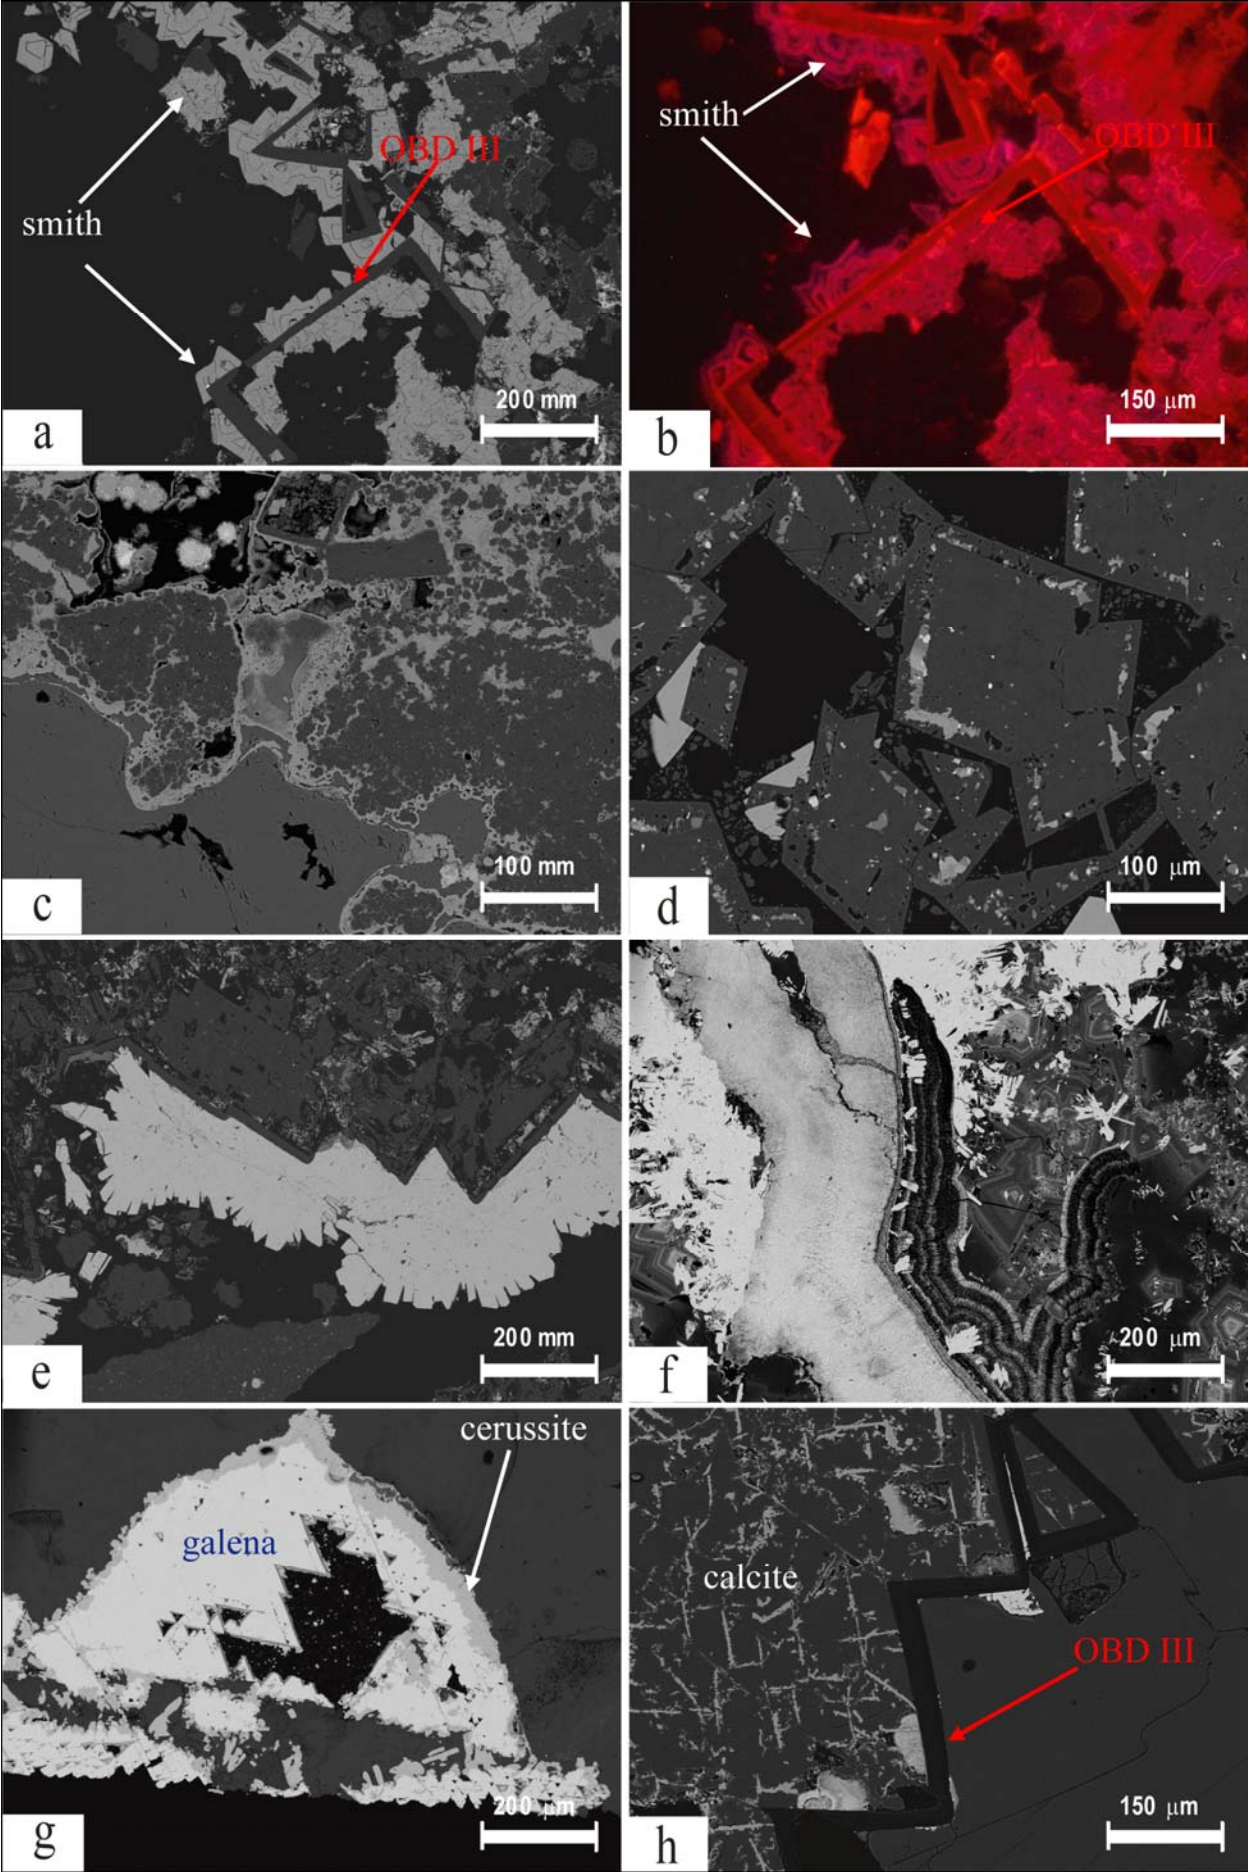 smith
OBD III
200 mm
a
smith
OBD III
150 μm
b
100 mm
c
100 μm
d
200 mm
e
200 μm
f
cerussite
galena
200 μm
g
calcite
OBD III
150 μm
h